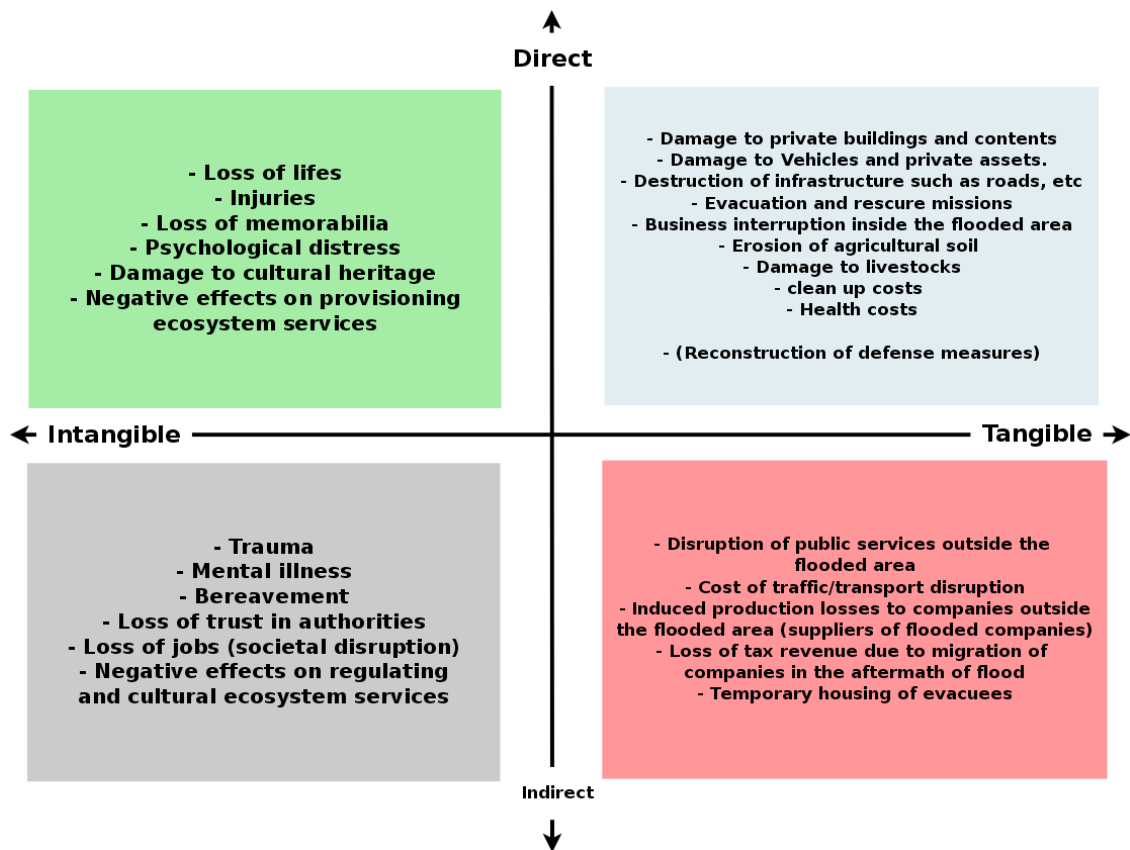 Direct
- Loss of lifes
- Injuries
- Loss of memorabilia
- Psychological distress
- Damage to cultural heritage
- Negative effects on provisioning
ecosystem services
- Damage to private buildings and contents
- Damage to Vehicles and private assets.
- Destruction of infrastructure such as roads, etc
- Evacuation and rescure missions
- Business interruption inside the flooded area
- Erosion of agricultural soil
- Damage to livestocks
- clean up costs
- Health costs
- (Reconstruction of defense measures)
Intangible
Tangible
- Trauma
- Mental illness
- Bereavement
- Loss of trust in authorities
- Loss of jobs (societal disruption)
- Negative effects on regulating
and cultural ecosystem services
- Disruption of public services outside the
flooded area
- Cost of traffic/transport disruption
- Induced production losses to companies outside
the flooded area (suppliers of flooded companies)
- Loss of tax revenue due to migration of
companies in the aftermath of flood
- Temporary housing of evacuees
Indirect